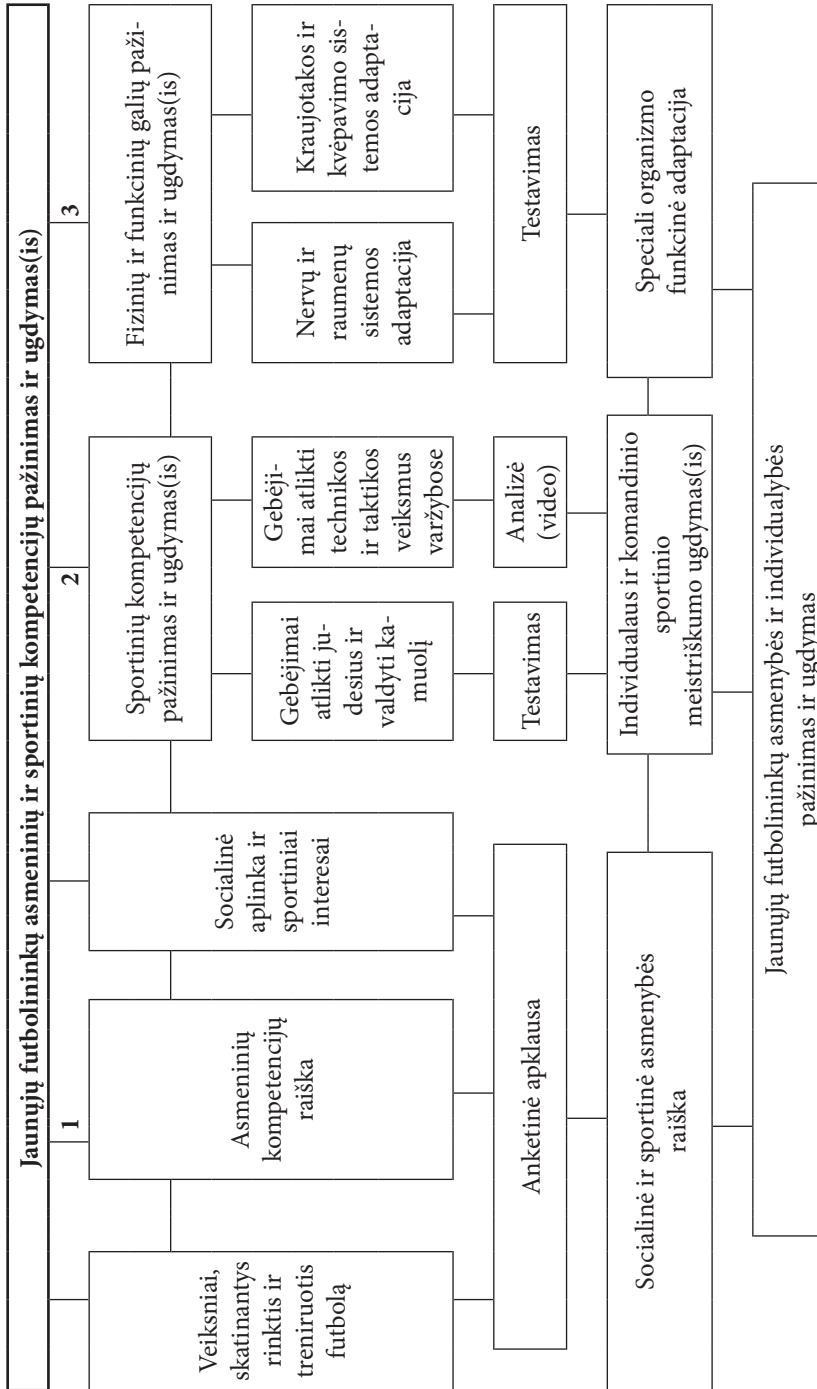 Jaunųjų futbolininkų asmeninių ir sportinių kompetencijų pažinimas ir ugdymas(is)
1
2
3
Veiksniai,
skatinantys
rinktis ir
treniruotis
futbolą
Asmeninių
kompetencijų
raiška
Socialinė
aplinka ir
sportiniai
interesai
Sportinių kompetencijų
pažinimas ir ugdymas(is)
Fizinių ir funkcinių galių paži-
nimas ir ugdymas(is)
Gebėjimai
atlikti ju-
desius ir
valdyti ka-
muolį
Gebėji-
mai atlikti
technikos
ir taktikos
veiksmus
varžybose
Nervų ir
raumenų
sistemos
adaptacija
Kraujotakos ir
kvėpavimo sis-
temos adapta-
cija
Anketinė apklausa
Testavimas
Analizė
(video)
Testavimas
Socialinė ir sportinė asmenybės
raiška
Individualaus ir komandinio
sportinio
meistriškumo ugdymas(is)
Speciali organizmo
funkcinė adaptacija
Jaunųjų futbolininkų asmenybės ir individualybės
pažinimas ir ugdymas